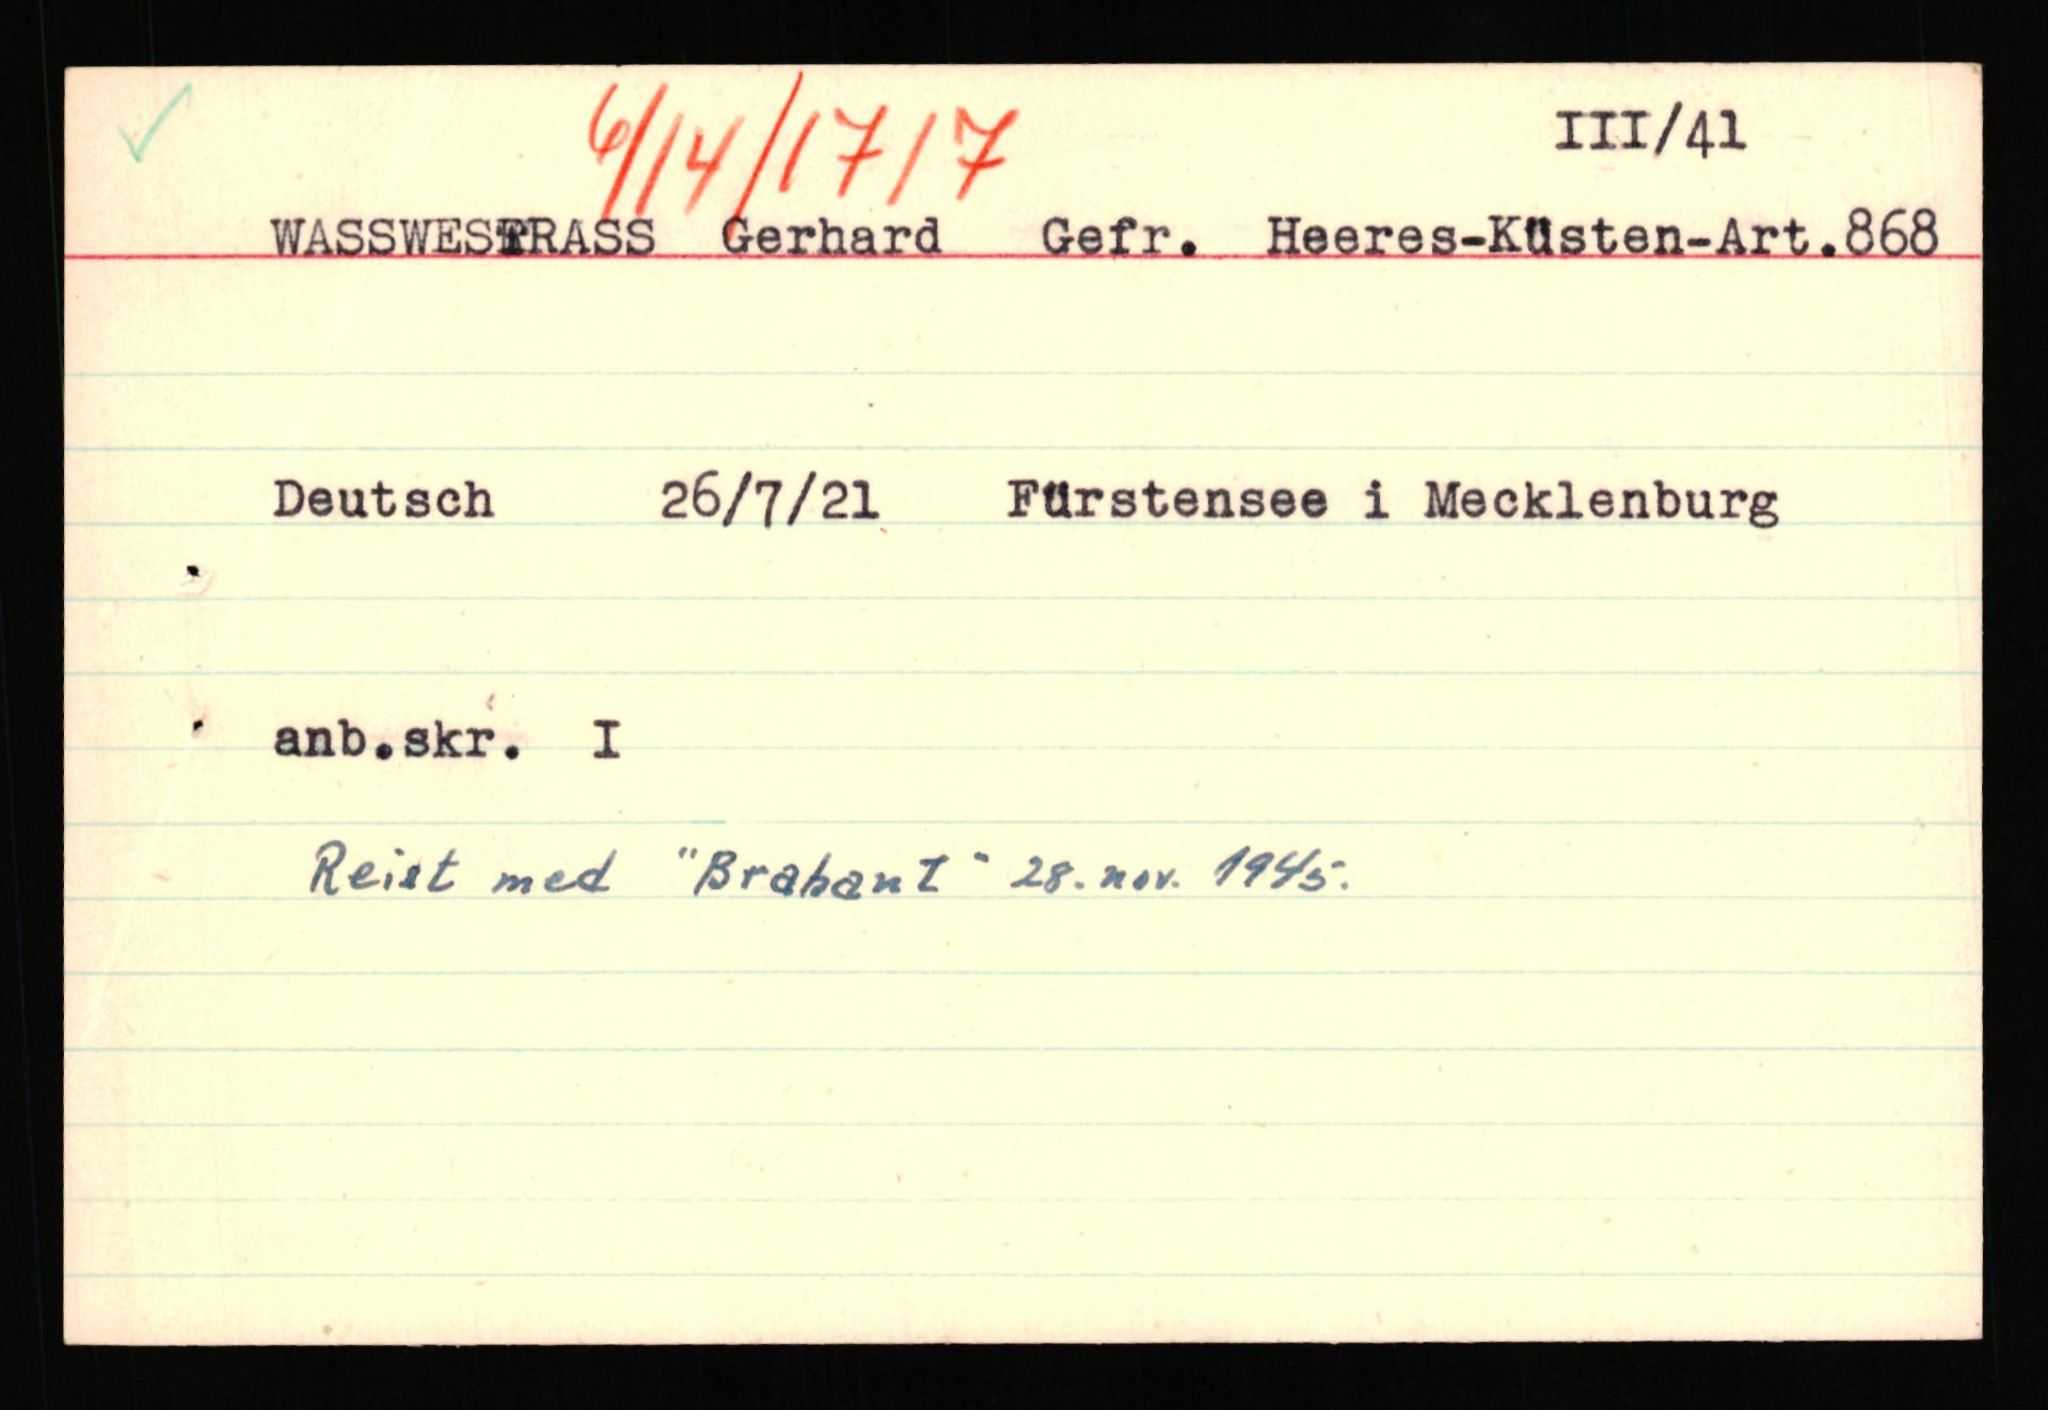 6/14/17/7
III/41
WASSWESTRASS Gerhard Gefr. Heeres-Küsten-Art.868
Deutsch 26/7/21 Fürstensee i Mecklenburg
anb.skr. I
Reist med "Brabant" 28. nov. 1945.